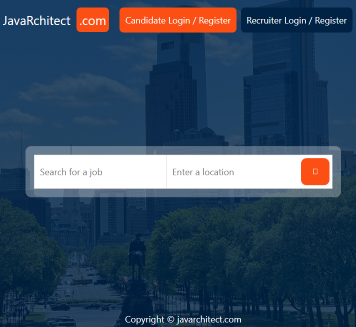 JavaRchitect .com Candidate Login / Register Recruiter Login / Register
Search for a job Enter a location
Copyright © javarchitect.com